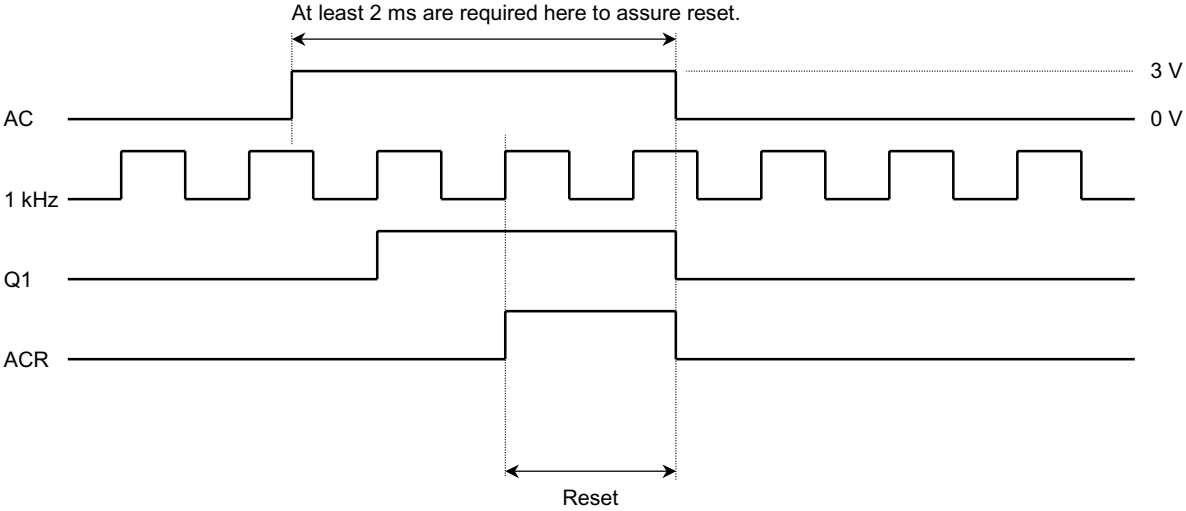 At least 2 ms are required here to assure reset.
3 V
AC
0 V
1 kHz
Q1
ACR
Reset